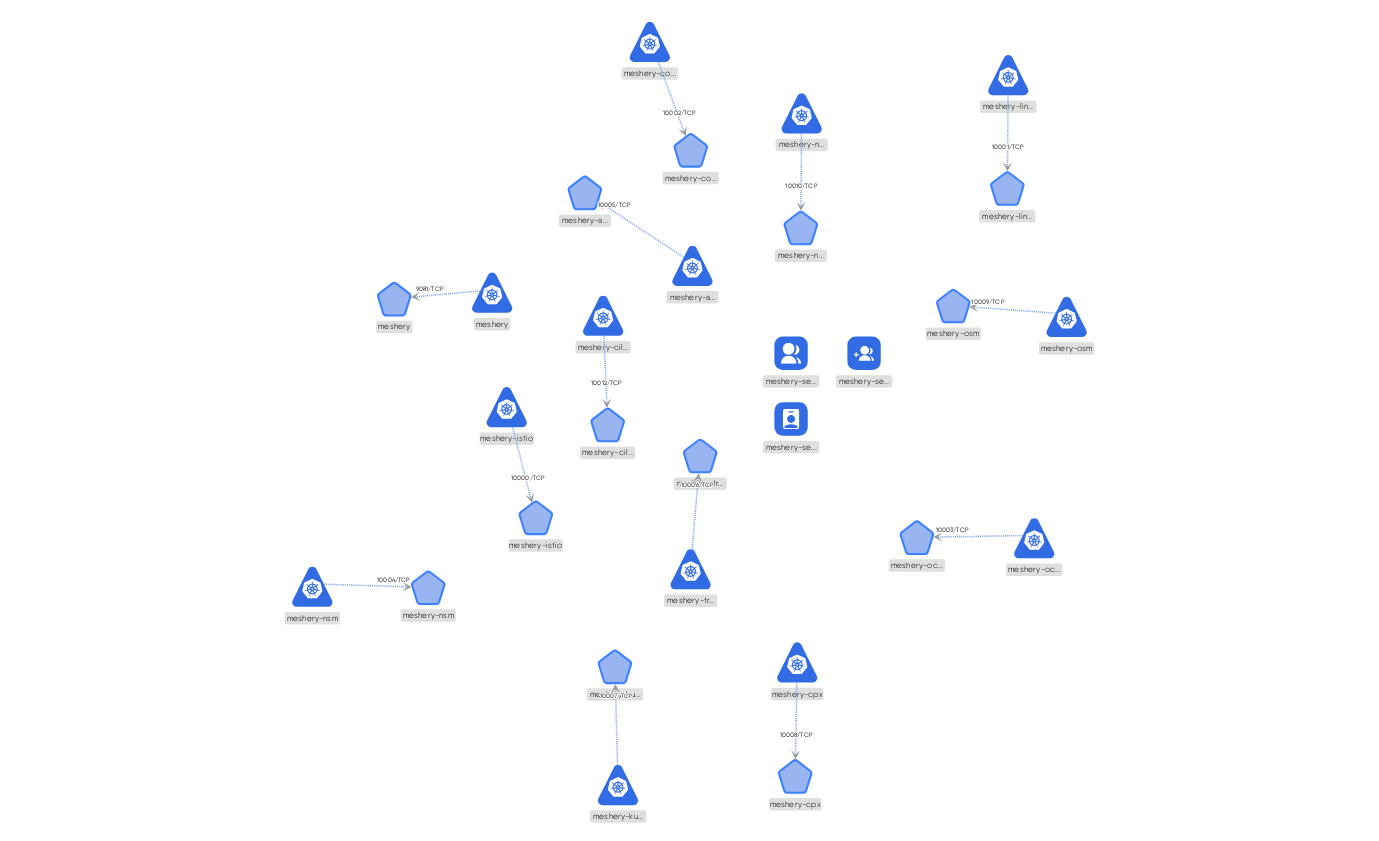 meshery-co...
10002/TCP
meshery-co...
meshery-lin...
10001/TCP
meshery-lin...
meshery-n...
10010/TCP
meshery-n...
10005/TCP
meshery-a...
meshery-a...
9081/TCP
meshery
meshery
meshery-cil...
10012/TCP
meshery-cil...
10009/TCP
meshery-osm
meshery-osm
meshery-se...
meshery-se...
meshery-se...
meshery-istio
10000/TCP
meshery-istio
10006/TCP
meshery-tr...
10003/TCP
meshery-oc...
meshery-oc...
10004/TCP
meshery-nsm
meshery-nsm
10007/TCP
meshery-ku...
meshery-cpx
10008/TCP
meshery-cpx